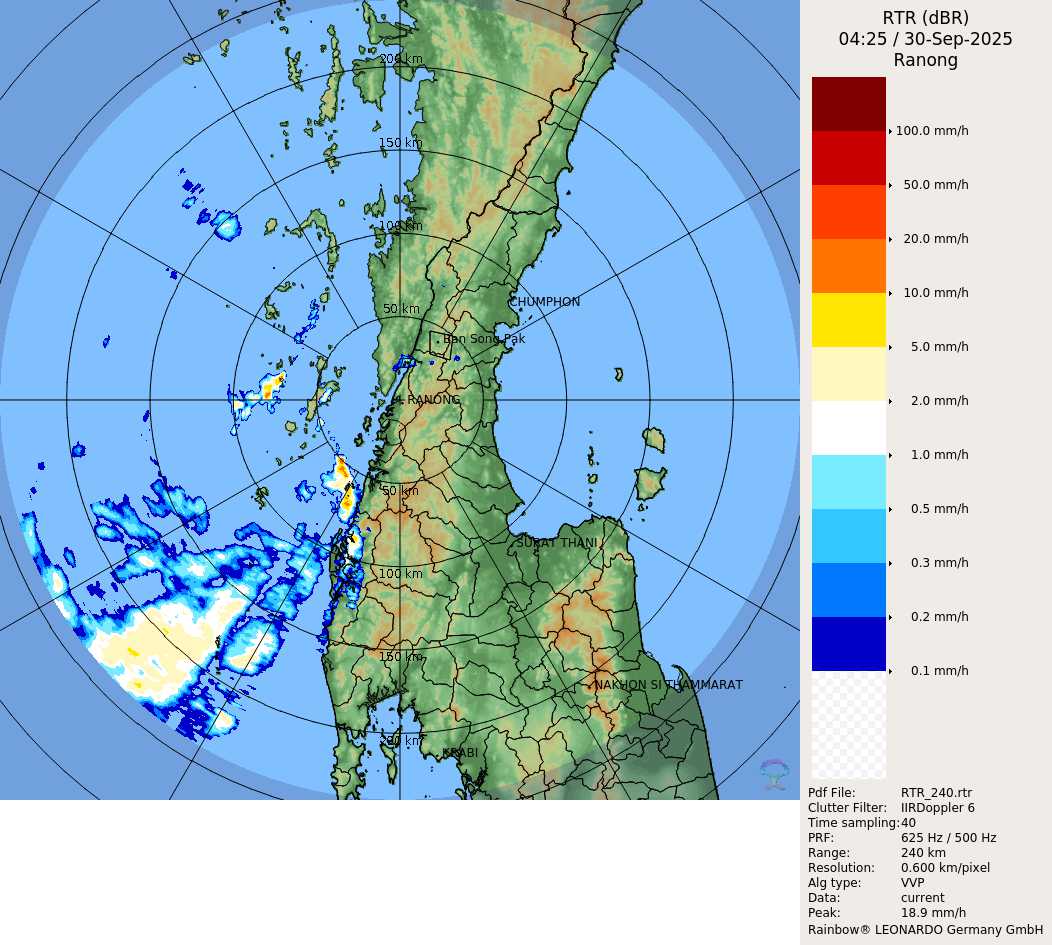 RTR (dBR)
04:25 / 30-Sep-2025
Ranong
100.0 mm/h
50.0 mm/h
20.0 mm/h
10.0 mm/h
5.0 mm/h
2.0 mm/h
1.0 mm/h
0.5 mm/h
0.3 mm/h
0.2 mm/h
0.1 mm/h
200 km
150 km
100 km
50 km
CHUMPHON
Ban Song Pak
RANONG
50 km
SURAT THANI
100 km
150 km
NAKHON SI THAMMARAT
200 km
KRABI
Pdf File: RTR_240.rtr
Clutter Filter: IIRDoppler 6
Time sampling: 40
PRF: 625 Hz / 500 Hz
Range: 240 km
Resolution: 0.600 km/pixel
Alg type: VVP
Data: current
Peak: 18.9 mm/h
Rainbow® LEONARDO Germany GmbH